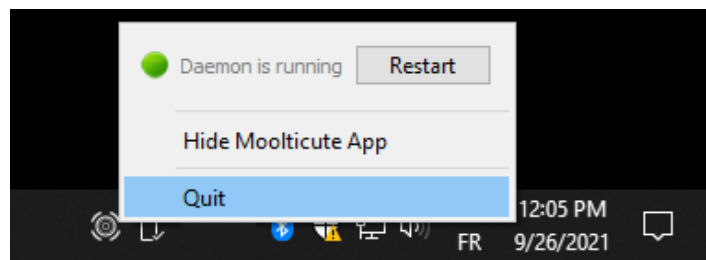 Daemon is running Restart
Hide Moolticute App
Quit
12:05 PM
FR 9/26/2021